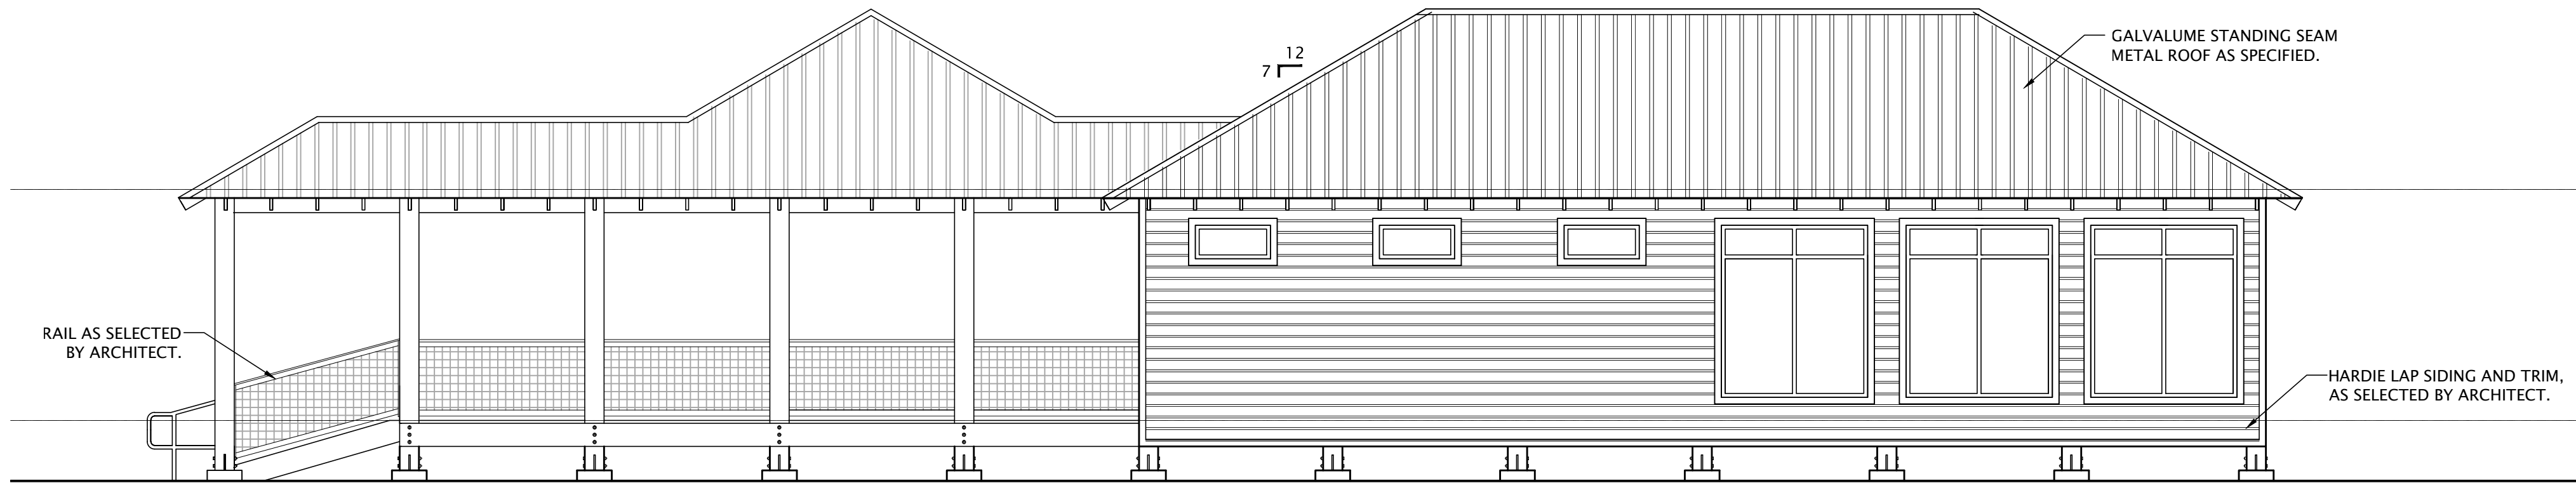 12
7
GALVALUME STANDING SEAM
METAL ROOF AS SPECIFIED.
RAIL AS SELECTED
BY ARCHITECT.
HARDIE LAP SIDING AND TRIM,
AS SELECTED BY ARCHITECT.